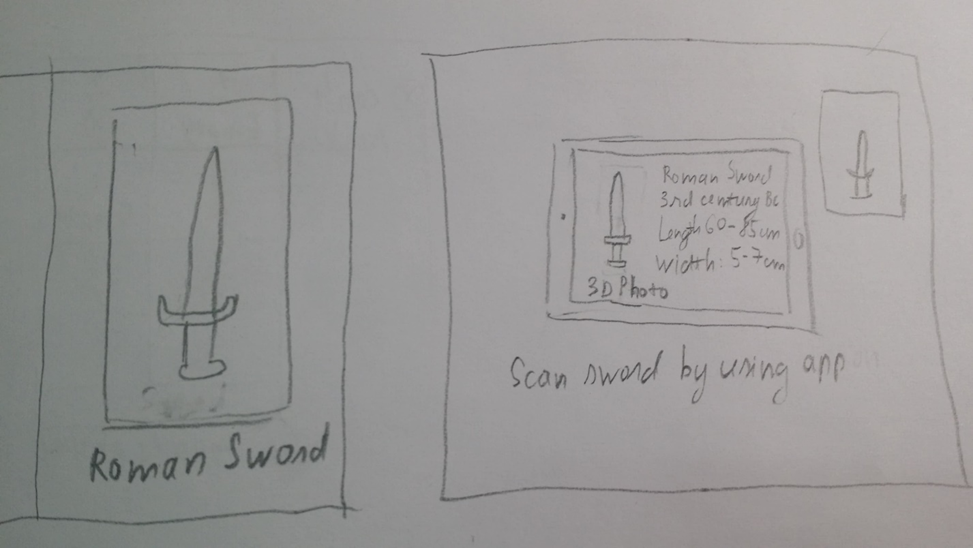 Roman Sword
Roman Sword
3rd century Bc
Length 60-85cm
Width: 5-7cm
3D Photo
Scan sword by using app